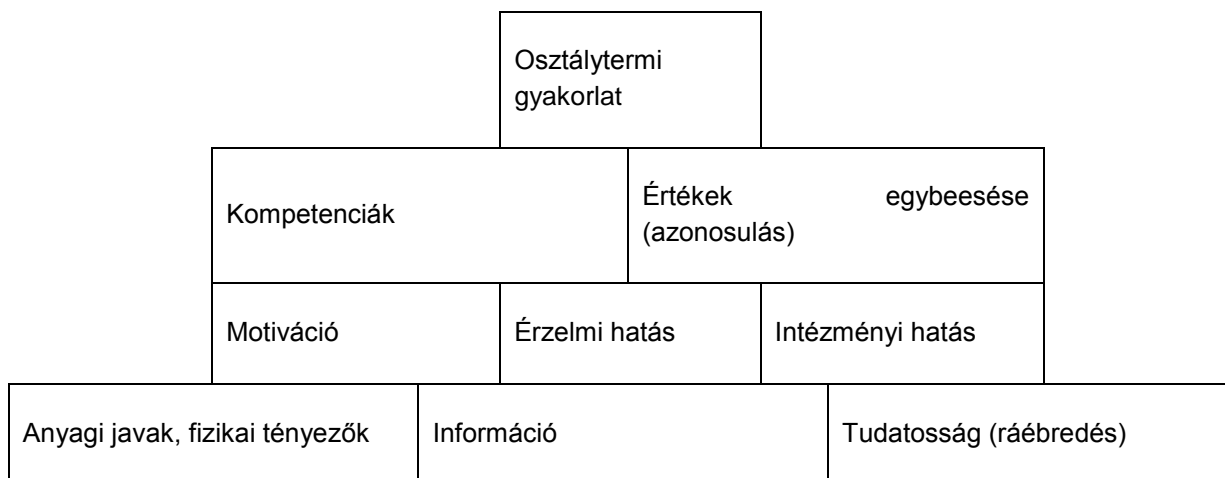 Osztálytermi
gyakorlat
Kompetenciák
Értékek egybeesése
(azonosulás)
Motiváció
Érzelmi hatás
Intézményi hatás
Anyagi javak, fizikai tényezők
Információ
Tudatosság (ráébredés)